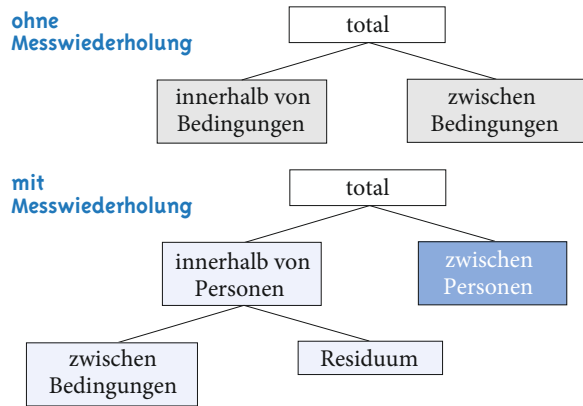 ohne
Messwiederholung
total
innerhalb von
Bedingungen
zwischen
Bedingungen
mit
Messwiederholung
total
innerhalb von
Personen
zwischen
Personen
zwischen
Bedingungen
Residuum